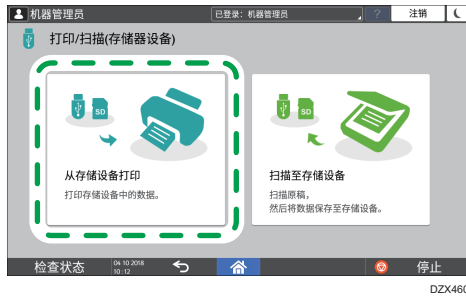 机器管理员
已登录：机器管理员
?
注销
打印/扫描(存储器设备)
SD
SD
从存储设备打印
打印存储设备中的数据。
扫描至存储设备
扫描原稿，
然后将数据保存至存储设备。
检查状态
04 10 2018
10:12
停止
DZX460